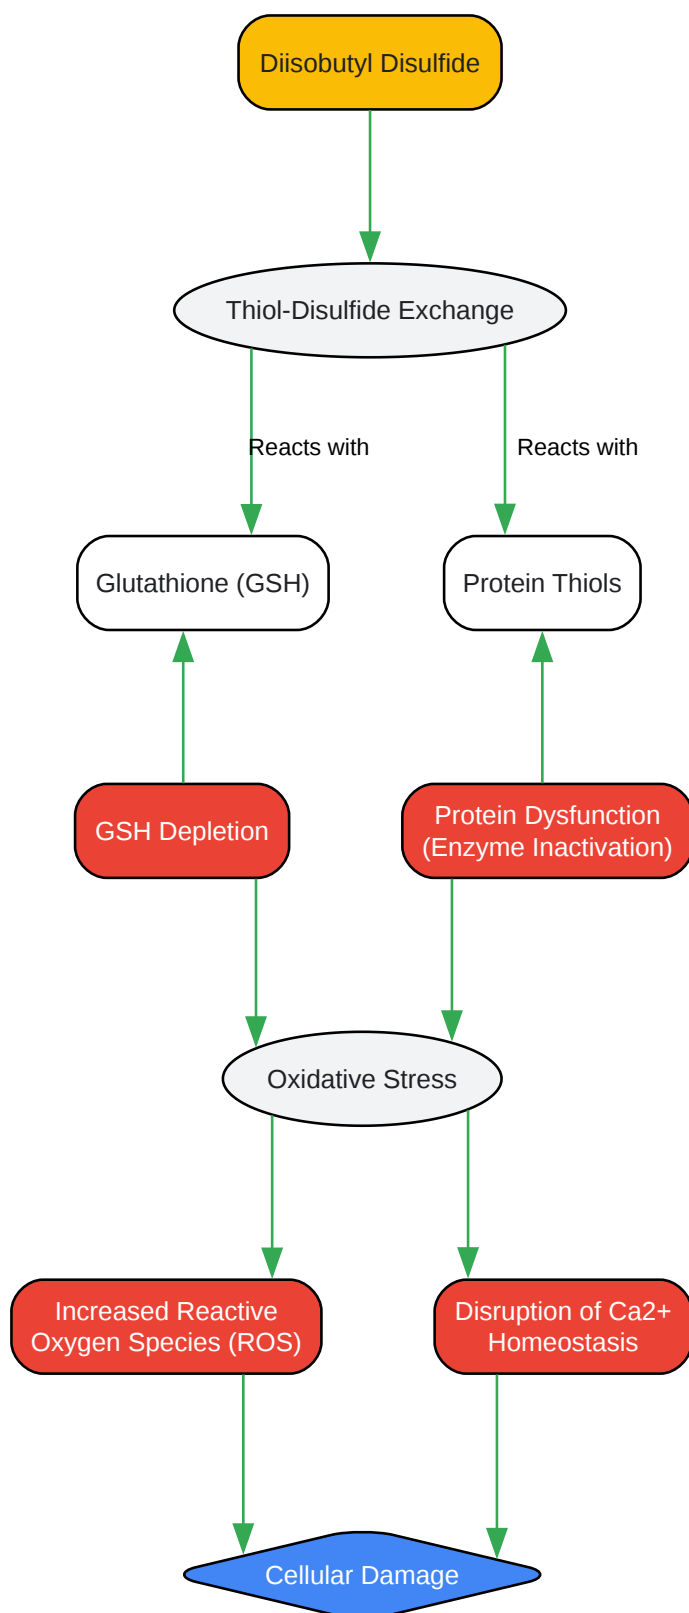 Diisobutyl Disulfide
Thiol-Disulfide Exchange
Reacts with
Reacts with
Glutathione (GSH)
Protein Thiols
GSH Depletion
Protein Dysfunction
(Enzyme Inactivation)
Oxidative Stress
Increased Reactive
Oxygen Species (ROS)
Disruption of Ca2+
Homeostasis
Cellular Damage